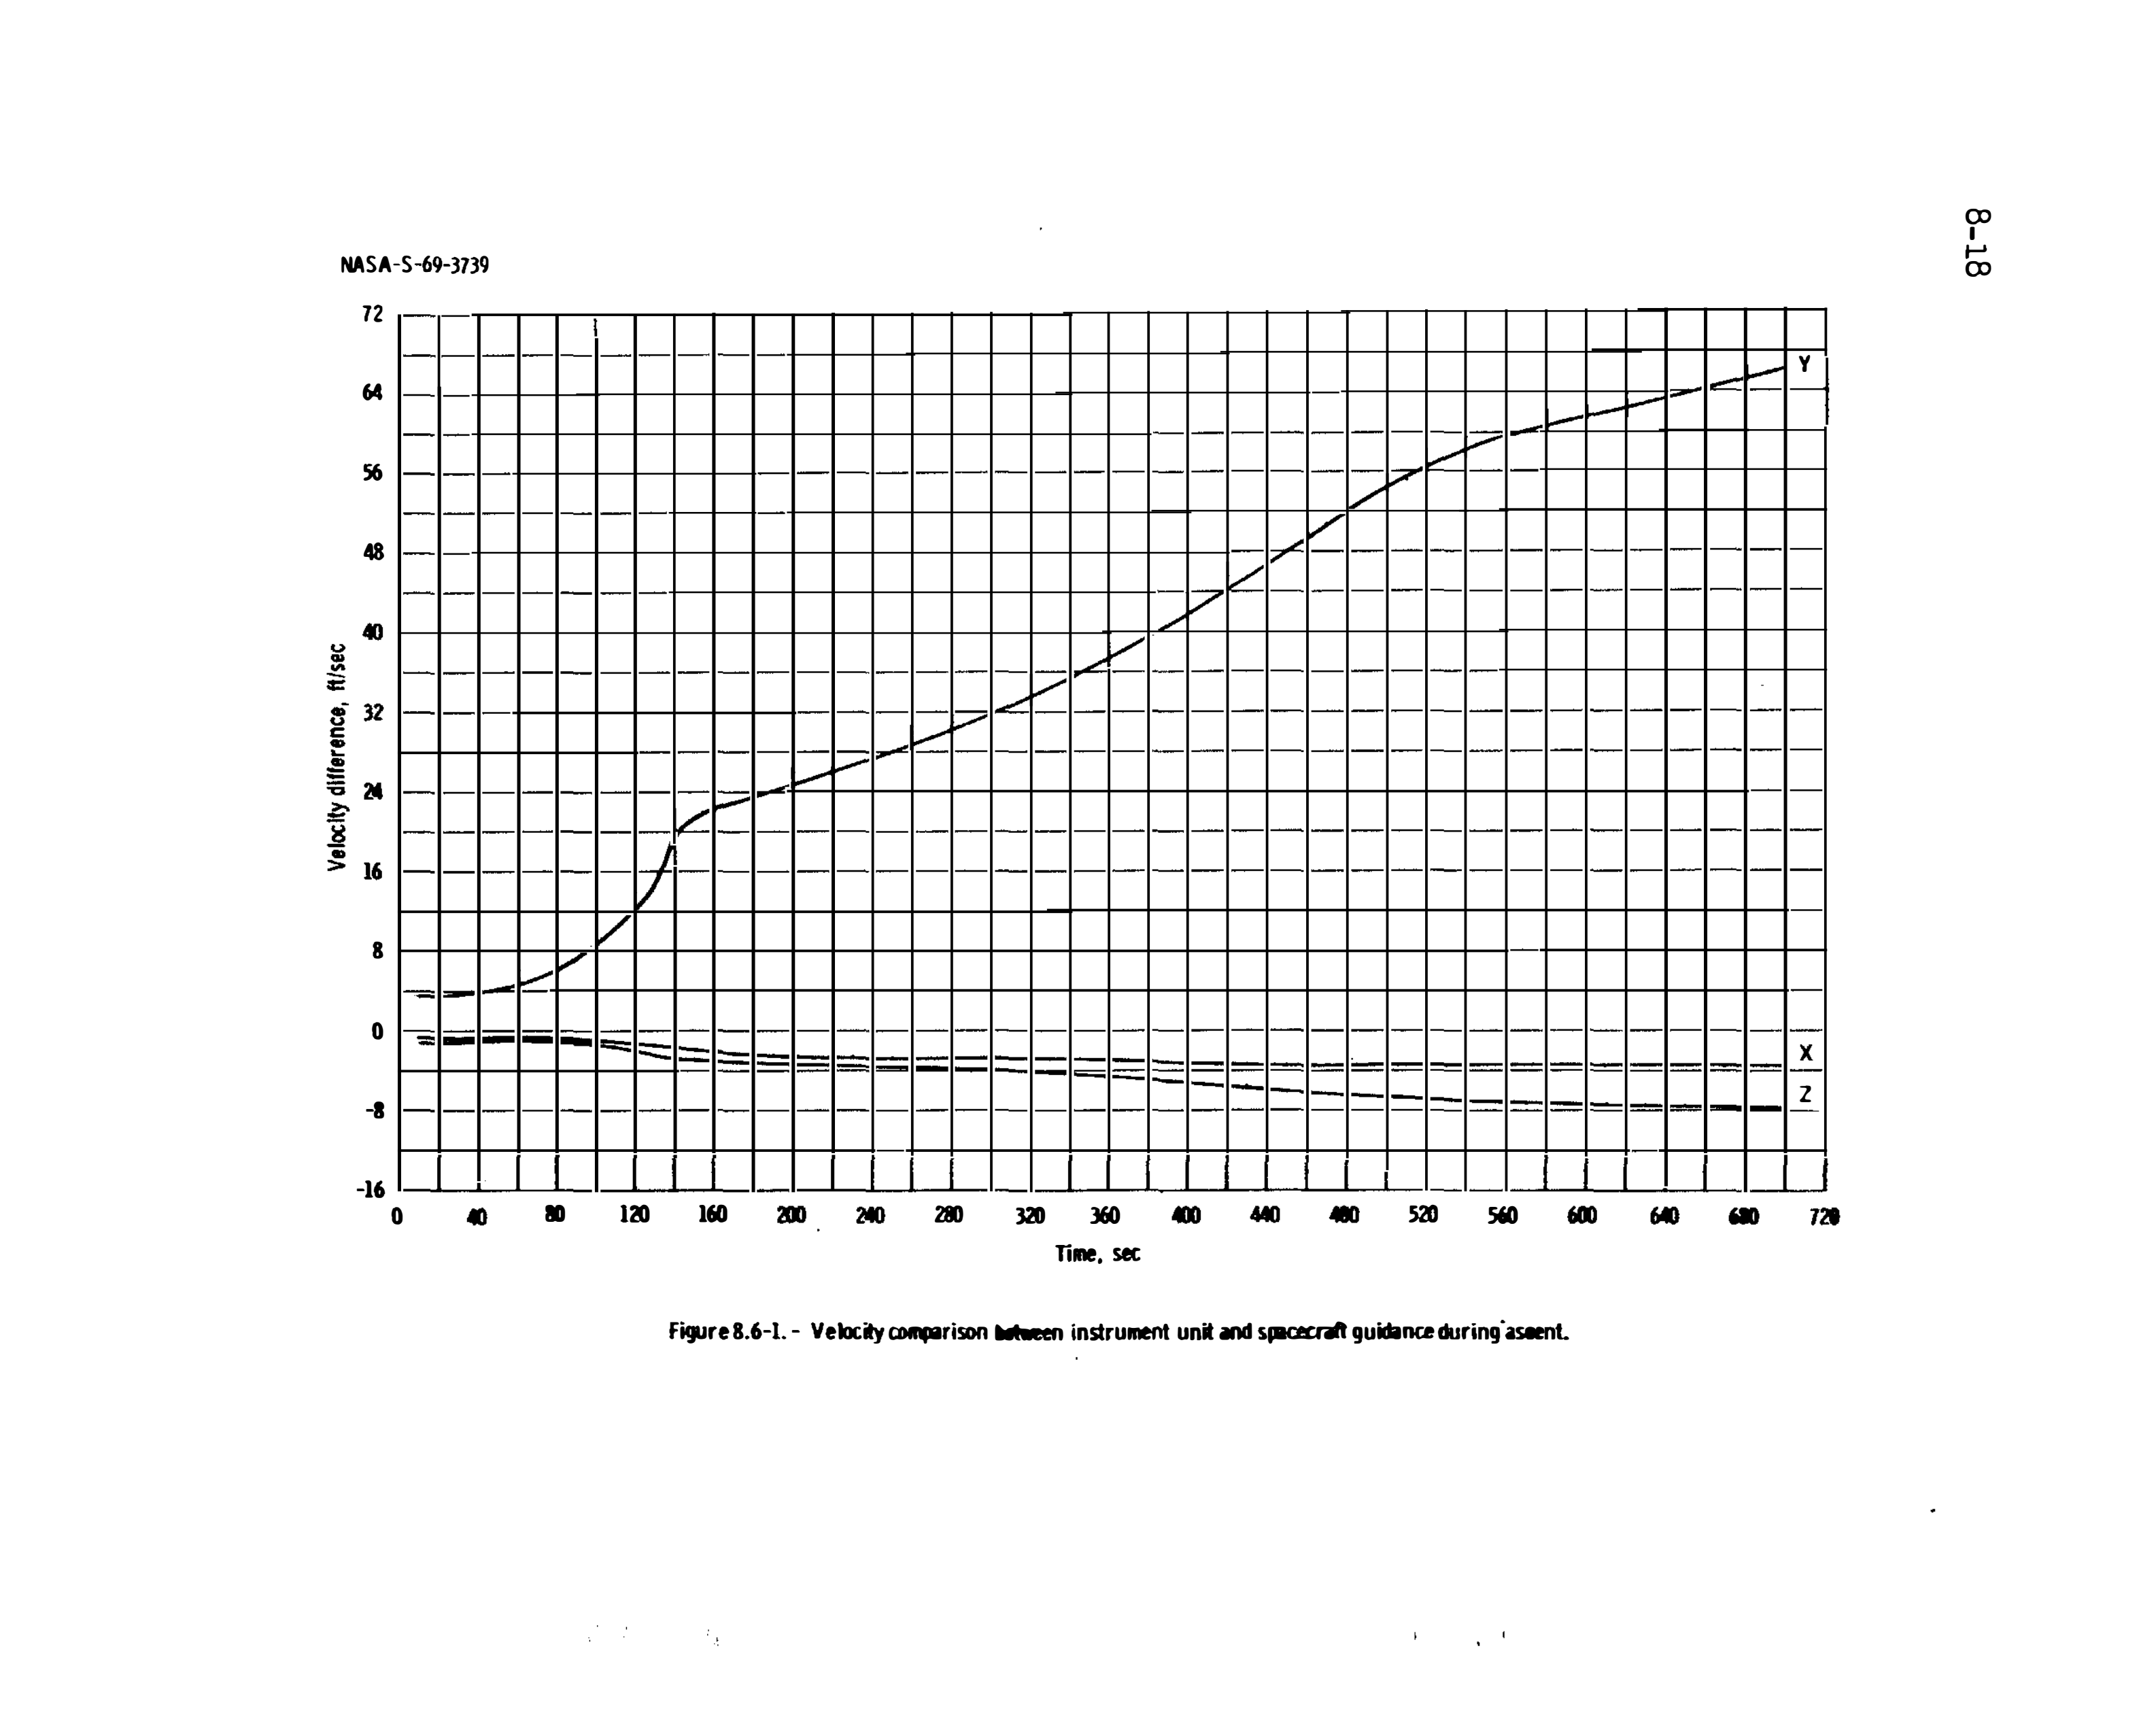 8-18
NASA-S-69-3739
72
64
56
48
40
32
24
16
8
0
-8
-16
Velocity difference, ft/sec
Y
X
Z
0 40 80 120 160 200 240 280 320 360 400 440 480 520 560 600 640 680 720
Time, sec
Figure 8.6-1.- Velocity comparison between instrument unit and spacecraft guidance during ascent.